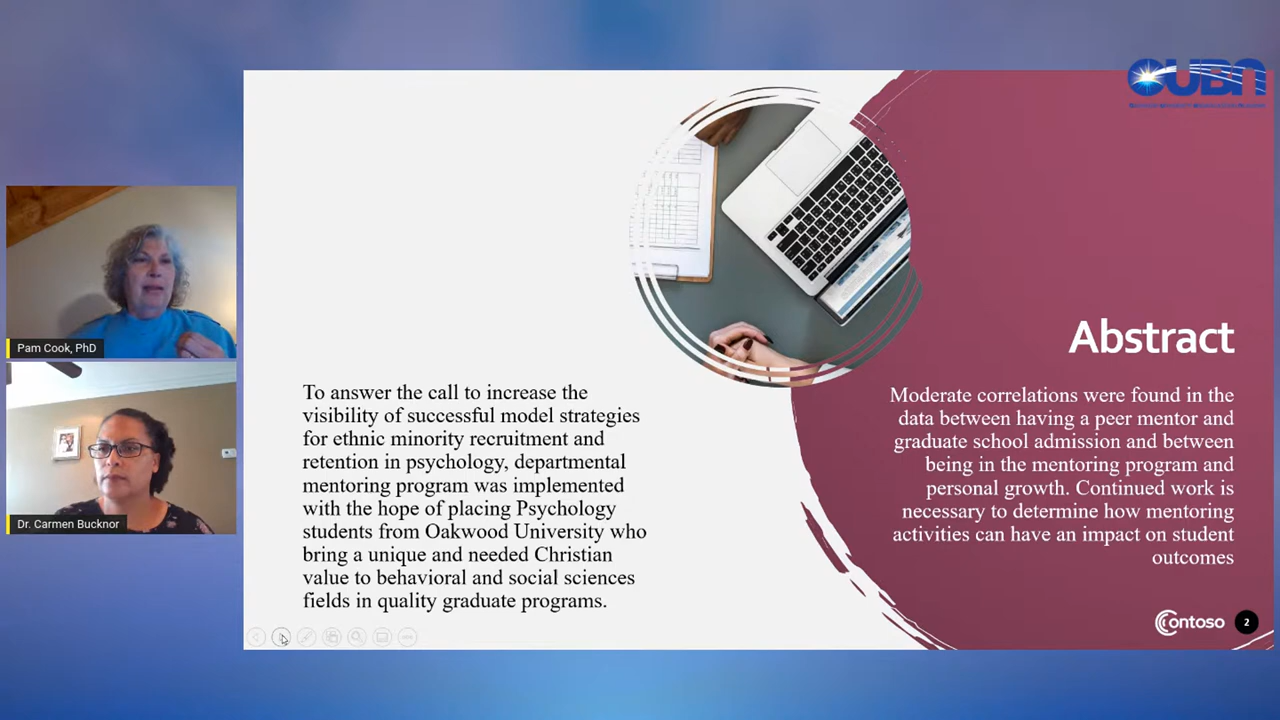 OUBN
Pam Cook, PhD
Dr. Carmen Bucknor
To answer the call to increase the
visibility of successful model strategies
for ethnic minority recruitment and
retention in psychology, departmental
mentoring program was implemented
with the hope of placing Psychology
students from Oakwood University who
bring a unique and needed Christian
value to behavioral and social sciences
fields in quality graduate programs.
Abstract
Moderate correlations were found in the
data between having a peer mentor and
graduate school admission and between
being in the mentoring program and
personal growth. Continued work is
necessary to determine how mentoring
activities can have an impact on student
outcomes
Contoso
2